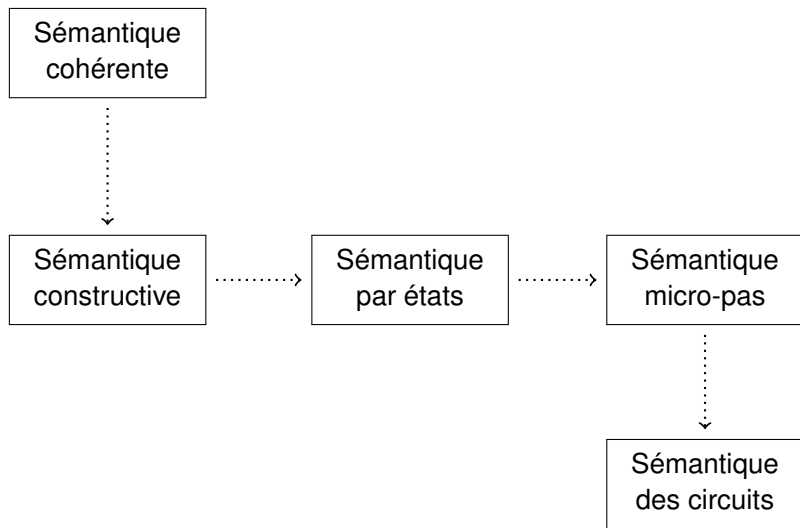 Sémantique
cohérente
Sémantique
constructive
Sémantique
par états
Sémantique
micro-pas
Sémantique
des circuits